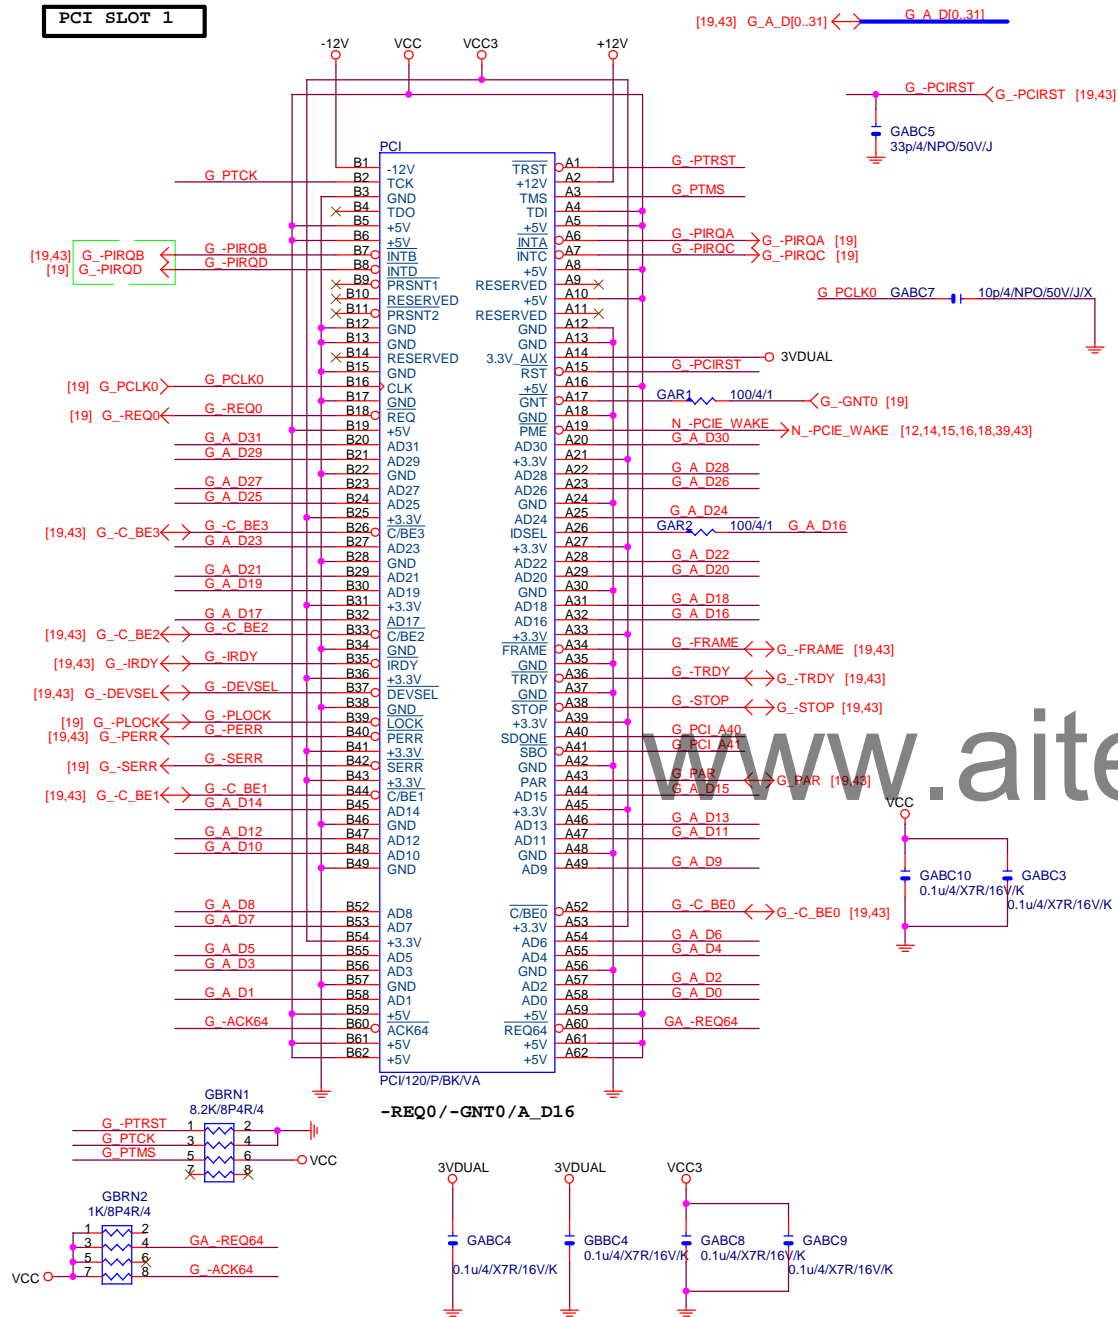 PCI SLOT 1
[19,43] G_A_D[0..31]
G_A_D[0..31]
-12V
VCC
VCC3
+12V
G_-PCIRST
G_-PCIRST [19,43]
GABC5
33p/4/NPO/50V/J
PCI
B1 -12V TRST A1 G_-PTRST
G_PTCK B2 TCK +12V A2
B3 GND TMS A3 G_PTMS
B4 TDO TDI A4
B5 +5V +5V A5
B6 +5V INTA A6 G_-PIRQA G_-PIRQA [19]
[19,43] G_-PIRQB G_-PIRQB B7 INTB INTC A7 G_-PIRQC G_-PIRQC [19]
[19] G_-PIRQD G_-PIRQD B8 INTD +5V A8
B9 PRSNT1 RESERVED A9
B10 RESERVED +5V A10
B11 PRSNT2 RESERVED A11
G_PCLK0 GABC7 10p/4/NPO/50V/J/X
B12 GND GND A12
B13 GND GND A13
B14 RESERVED 3.3V_AUX A14 3VDUAL
B15 GND RST A15 G_-PCIRST
[19] G_PCLK0 G_PCLK0 B16 CLK +5V A16
B17 GND GNT A17 GAR1 100/4/1 G_-GNT0 [19]
[19] G_-REQ0 G_-REQ0 B18 REQ GND A18
B19 +5V PME A19 N_-PCIE_WAKE N_-PCIE_WAKE [12,14,15,16,18,39,43]
G_A_D31 B20 AD31 AD30 A20 G_A_D30
G_A_D29 B21 AD29 +3.3V A21
B22 GND AD28 A22 G_A_D28
G_A_D27 B23 AD27 AD26 A23 G_A_D26
G_A_D25 B24 AD25 GND A24
B25 +3.3V AD24 A25 G_A_D24
[19,43] G_-C_BE3 G_-C_BE3 B26 C/BE3 IDSEL A26 GAR2 100/4/1 G_A_D16
G_A_D23 B27 AD23 +3.3V A27
B28 GND AD22 A28 G_A_D22
G_A_D21 B29 AD21 AD20 A29 G_A_D20
G_A_D19 B30 AD19 GND A30
B31 +3.3V AD18 A31 G_A_D18
G_A_D17 B32 AD17 AD16 A32 G_A_D16
[19,43] G_-C_BE2 G_-C_BE2 B33 C/BE2 +3.3V A33
B34 GND FRAME A34 G_-FRAME G_-FRAME [19,43]
[19,43] G_-IRDY G_-IRDY B35 IRDY GND A35
B36 +3.3V TRDY A36 G_-TRDY G_-TRDY [19,43]
[19,43] G_-DEVSEL G_-DEVSEL B37 DEVSEL GND A37
B38 GND STOP A38 G_-STOP G_-STOP [19,43]
[19] G_-PLOCK G_-PLOCK B39 LOCK +3.3V A39
[19,43] G_-PERR G_-PERR B40 PERR SDONE A40 G_PCI_A40
B41 +3.3V SBO A41 G_PCI_A41
[19] G_-SERR G_-SERR B42 SERR GND A42
B43 +3.3V PAR A43 G_PAR G_PAR [19,43]
[19,43] G_-C_BE1 G_-C_BE1 B44 C/BE1 AD15 A44 G_A_D15
G_A_D14 B45 AD14 +3.3V A45
B46 GND AD13 A46 G_A_D13
G_A_D12 B47 AD12 AD11 A47 G_A_D11
G_A_D10 B48 AD10 GND A48
B49 GND AD9 A49 G_A_D9
www.aite
VCC
GABC10
0.1u/4/X7R/16V/K
GABC3
0.1u/4/X7R/16V/K
G_A_D8 B52 AD8 C/BE0 A52 G_-C_BE0 G_-C_BE0 [19,43]
G_A_D7 B53 AD7 +3.3V A53
B54 +3.3V AD6 A54 G_A_D6
G_A_D5 B55 AD5 AD4 A55 G_A_D4
G_A_D3 B56 AD3 GND A56
B57 GND AD2 A57 G_A_D2
G_A_D1 B58 AD1 AD0 A58 G_A_D0
B59 +5V +5V A59
G_-ACK64 B60 ACK64 REQ64 A60 GA_-REQ64
B61 +5V +5V A61
B62 +5V +5V A62
PCI/120/P/BK/VA
-REQ0/-GNT0/A_D16
GBRN1
8.2K/8P4R/4
G_-PTRST 1 2
G_PTCK 3 4
G_PTMS 5 6 VCC
7 8
GBRN2
1K/8P4R/4
1 2
3 4 GA_-REQ64
5 6
VCC 7 8 G_-ACK64
3VDUAL
GABC4
0.1u/4/X7R/16V/K
3VDUAL
GBBC4
0.1u/4/X7R/16V/K
VCC3
GABC8
0.1u/4/X7R/16V/K
GABC9
0.1u/4/X7R/16V/K